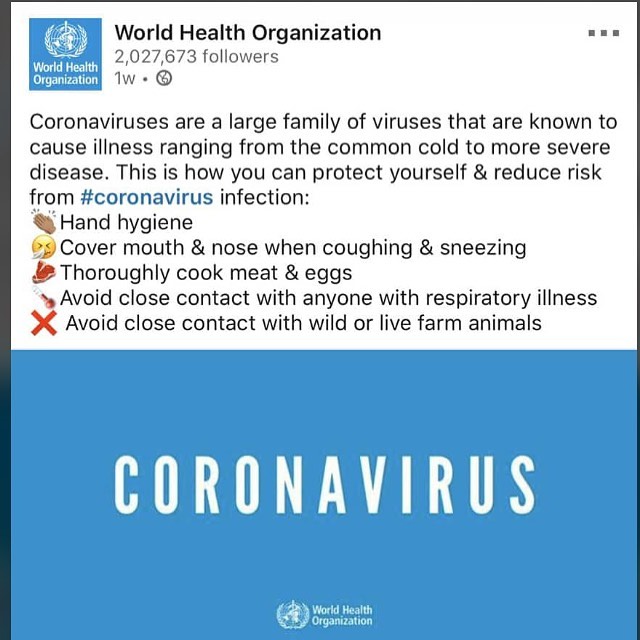 World Health Organization
World Health
Organization
2,027,673 followers
1w •
Coronaviruses are a large family of viruses that are known to
cause illness ranging from the common cold to more severe
disease. This is how you can protect yourself & reduce risk
from #coronavirus infection:
👏🏽Hand hygiene
🤧Cover mouth & nose when coughing & sneezing
🥩Thoroughly cook meat & eggs
🌡️Avoid close contact with anyone with respiratory illness
❌ Avoid close contact with wild or live farm animals
CORONAVIRUS
World Health
Organization